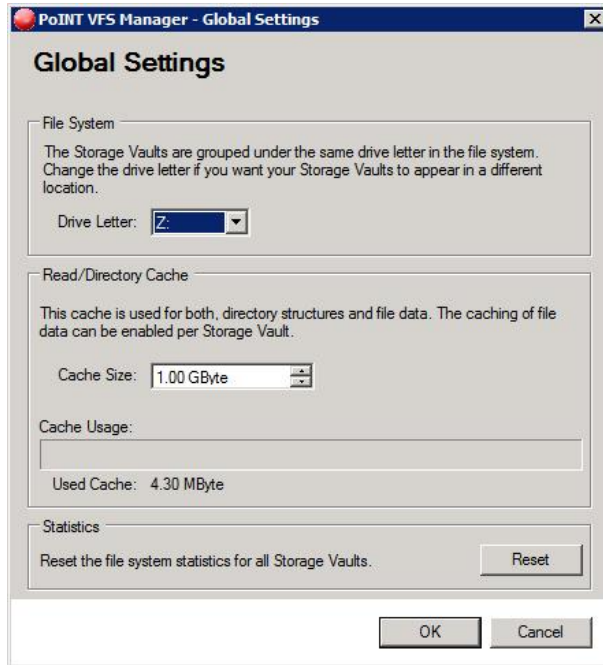 PoINT VFS Manager - Global Settings
Global Settings
File System
The Storage Vaults are grouped under the same drive letter in the file system.
Change the drive letter if you want your Storage Vaults to appear in a different
location.
Drive Letter: Z:
Read/Directory Cache
This cache is used for both, directory structures and file data. The caching of file
data can be enabled per Storage Vault.
Cache Size: 1.00 GByte
Cache Usage:
Used Cache: 4.30 MByte
Statistics
Reset the file system statistics for all Storage Vaults. Reset
OK Cancel